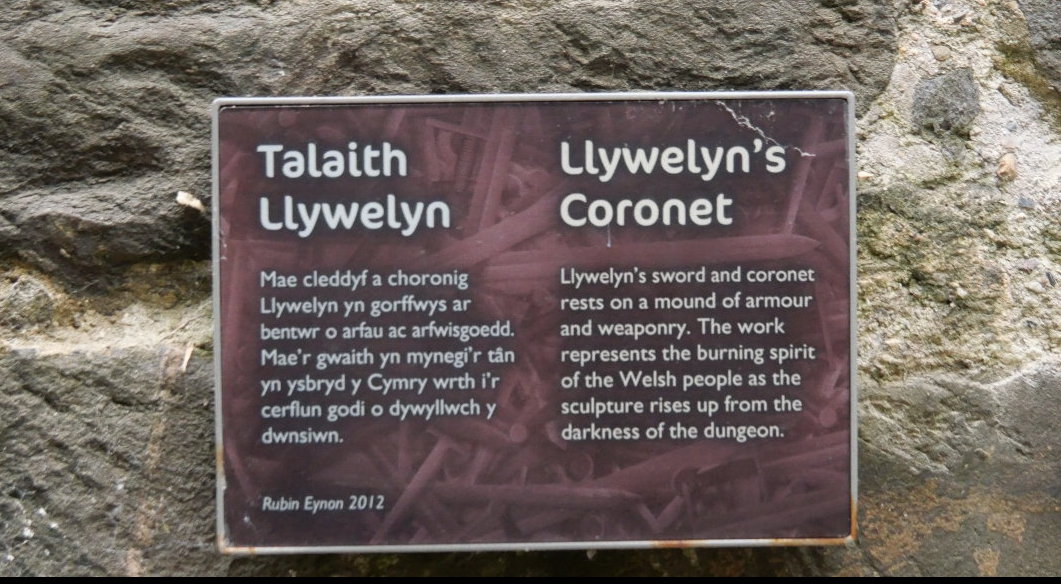 Talaith
Llywelyn
Mae cleddyf a choronig
Llywelyn yn gorffwys ar
bentwr o arfau ac arfwisgoedd.
Mae'r gwaith yn mynegi'r tân
yn ysbryd y Cymry wrth i'r
cerflun godi o dywyllwch y
dwnsiwn.
Rubin Eynon 2012
Llywelyn's
Coronet
Llywelyn's sword and coronet
rests on a mound of armour
and weaponry. The work
represents the burning spirit
of the Welsh people as the
sculpture rises up from the
darkness of the dungeon.